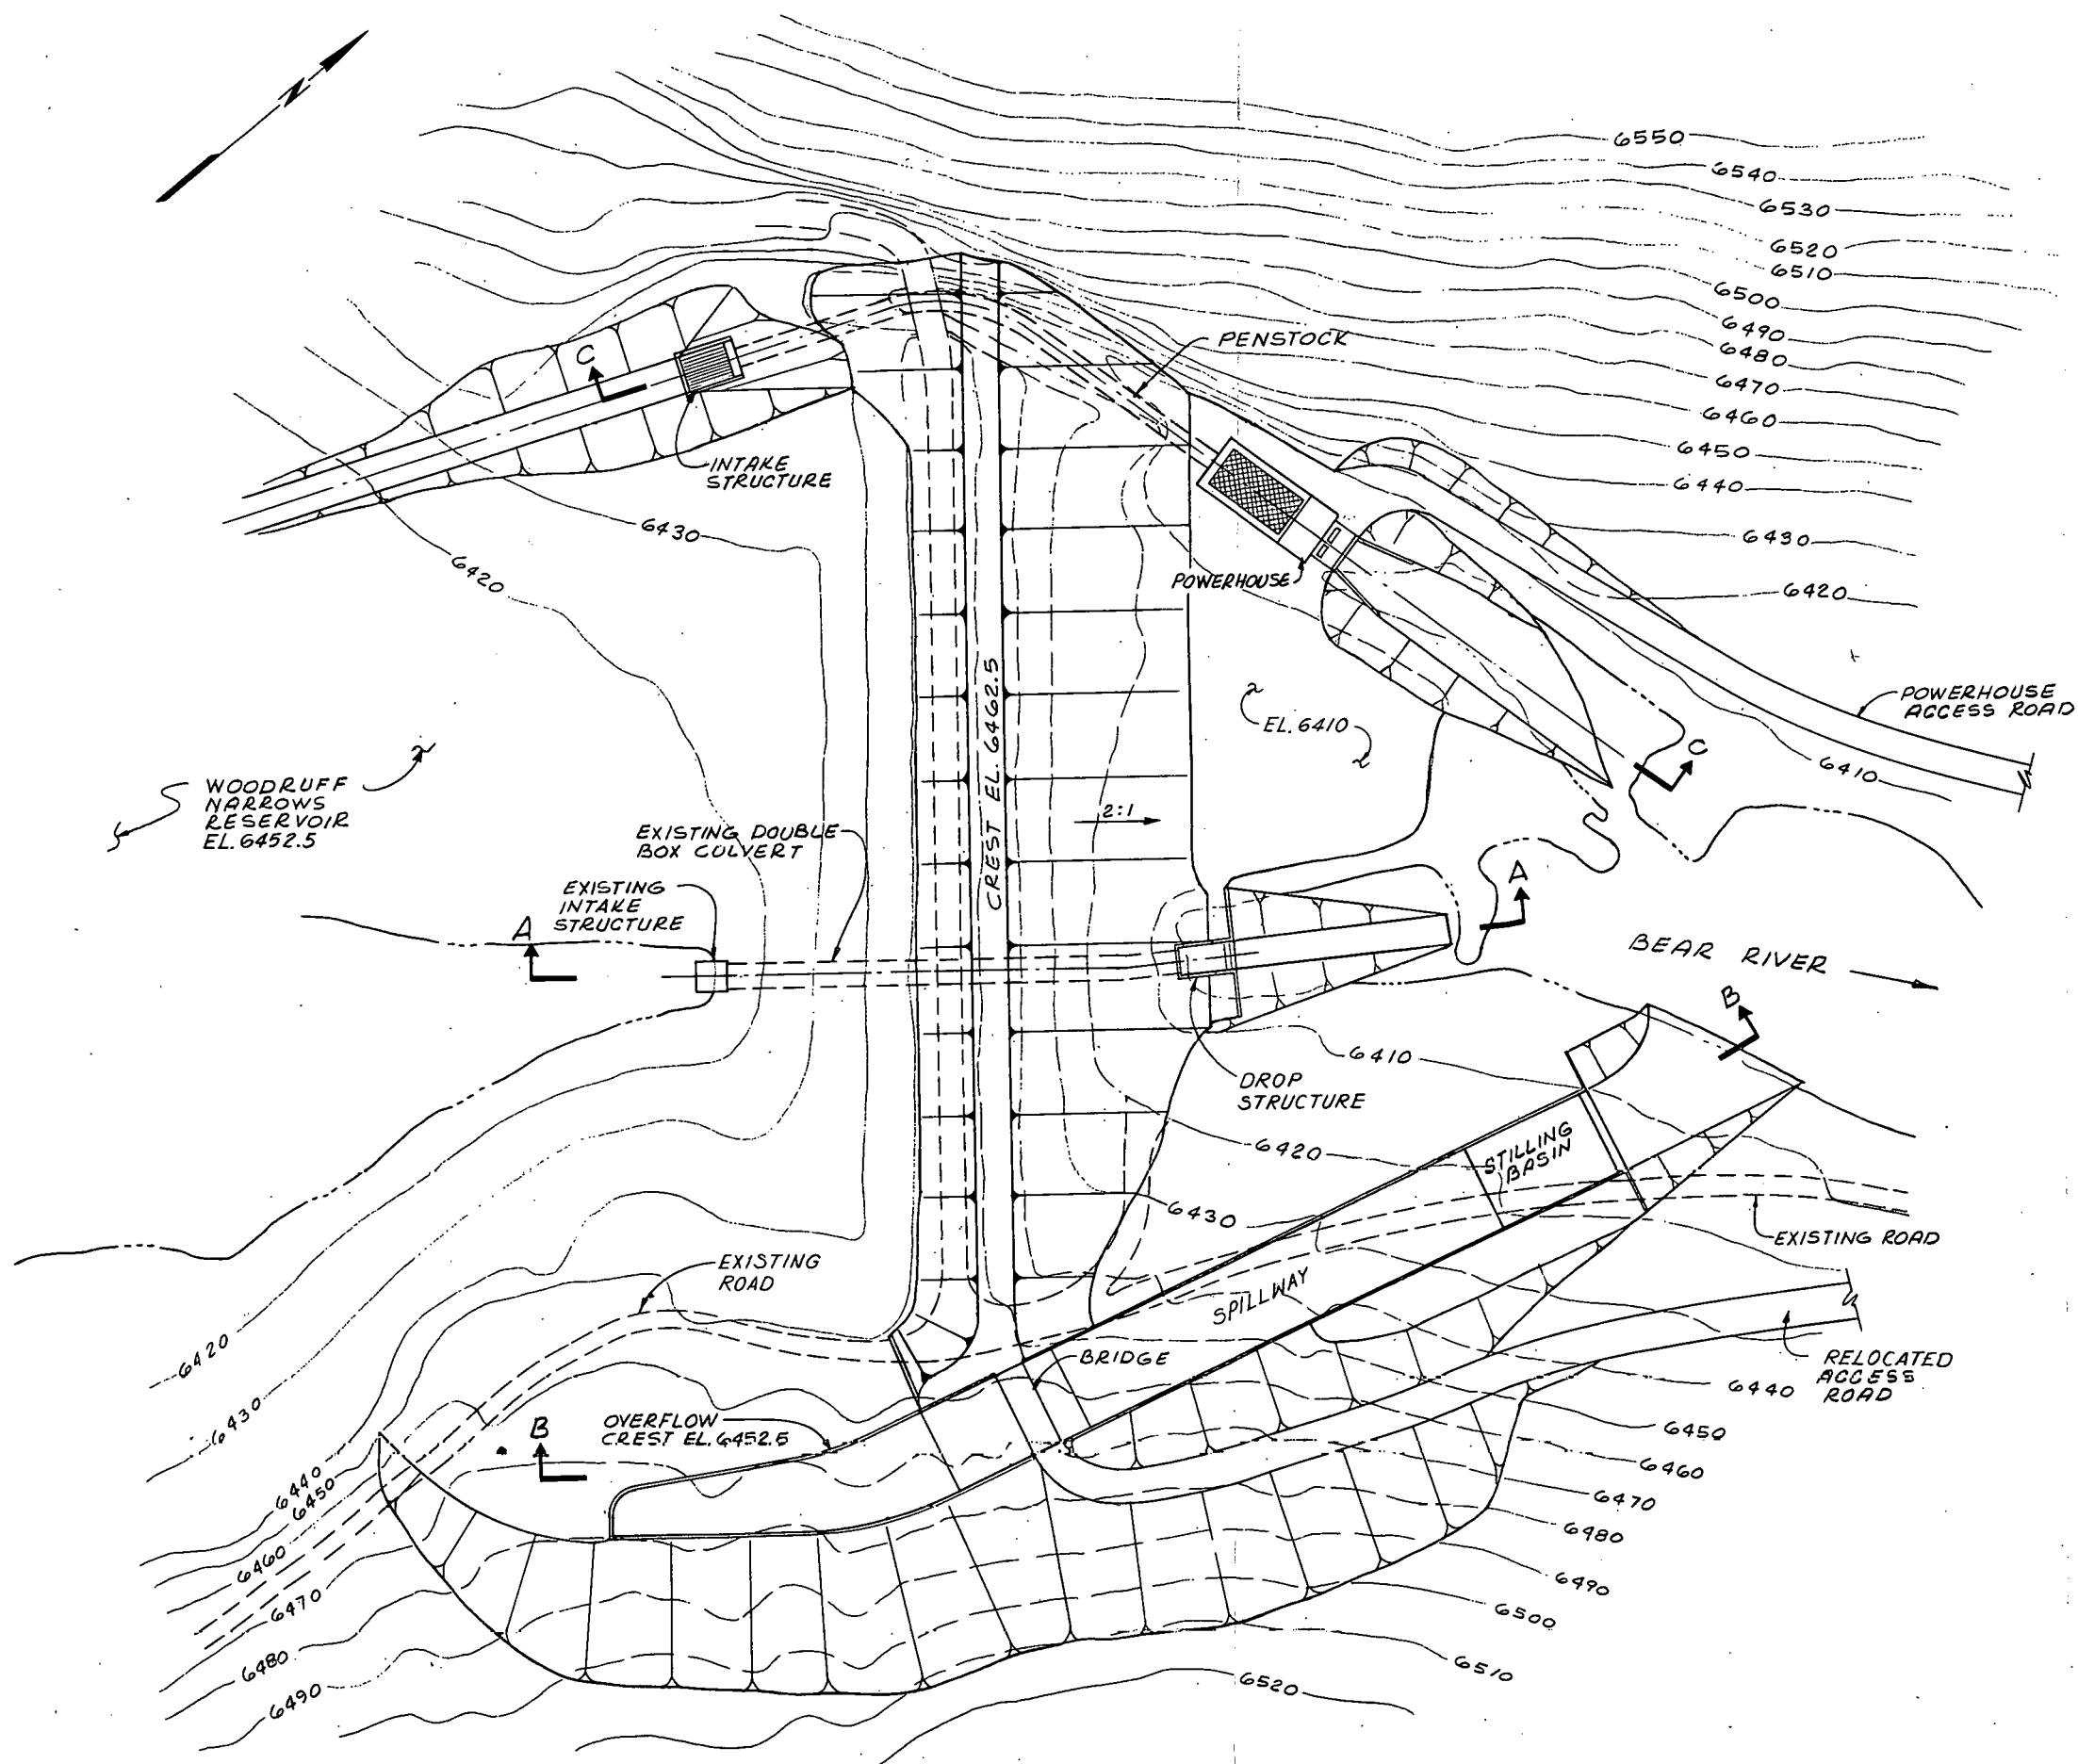 N
6550
6540
6530
6520
6510
6500
6490
6480
6470
6460
6450
6440
6430
6420
6410
PENSTOCK
C
INTAKE
STRUCTURE
6430
6420
POWERHOUSE
POWERHOUSE
ACCESS ROAD
EL. 6410
C
CREST EL. 6462.5
2:1
WOODRUFF
NARROWS
RESERVOIR
EL. 6452.5
EXISTING DOUBLE
BOX CULVERT
EXISTING
INTAKE
STRUCTURE
A
A
BEAR RIVER
B
6410
DROP
STRUCTURE
6420
STILLING
BASIN
6430
EXISTING ROAD
EXISTING
ROAD
SPILLWAY
BRIDGE
RELOCATED
ACCESS
ROAD
OVERFLOW
CREST EL. 6452.5
B
6420
6430
6440
6450
6460
6470
6480
6490
6440
6450
6460
6470
6480
6490
6500
6510
6520